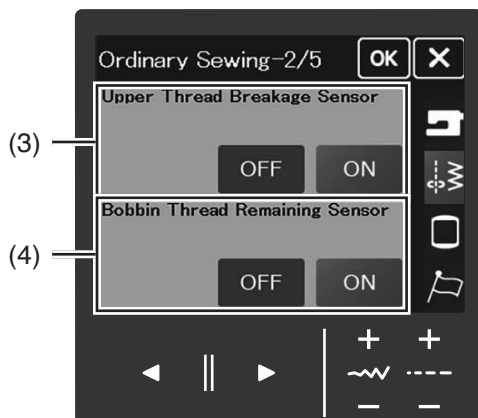 Ordinary Sewing-2/5 OK X
Upper Thread Breakage Sensor
(3)
OFF ON
Bobbin Thread Remaining Sensor
(4)
OFF ON